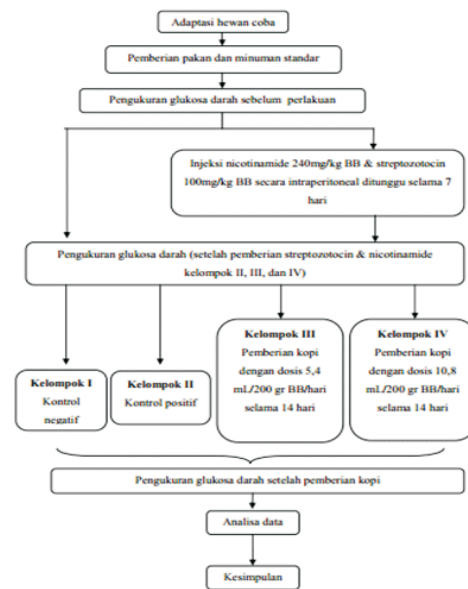 Adaptasi hewan coba
Pemberian pakan dan minuman standar
Pengukuran glukosa darah sebelum perlakuan
Injeksi nicotinamide 240mg/kg BB & streptozotocin
100mg/kg BB secara intraperitoneal ditunggu selama 7
hari
Pengukuran glukosa darah (setelah pemberian streptozotocin & nicotinamide
kelompok II, III, dan IV)
Kelompok I
Kontrol
negatif
Kelompok II
Kontrol positif
Kelompok III
Pemberian kopi
dengan dosis 5,4
mL/200 gr BB/hari
selama 14 hari
Kelompok IV
Pemberian kopi
dengan dosis 10,8
mL/200 gr BB/hari
selama 14 hari
Pengukuran glukosa darah setelah pemberian kopi
Analisa data
Kesimpulan